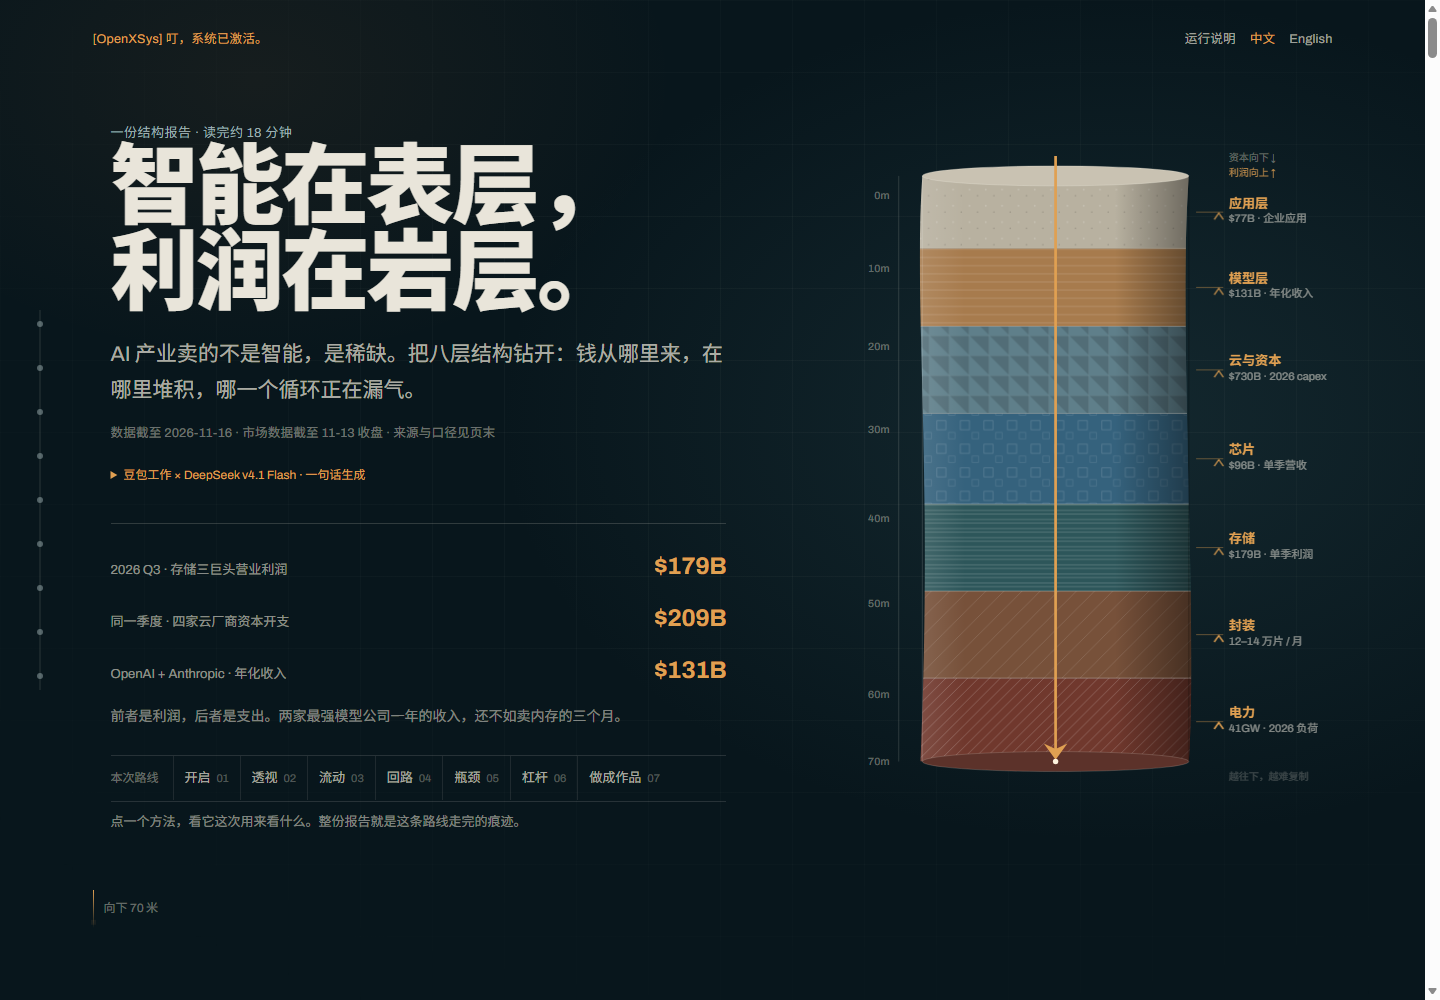 [OpenXSys] 叮，系统已激活。
运行说明 中文 English
一份结构报告 · 读完约 18 分钟
智能在表层，
利润在岩层。
AI 产业卖的不是智能，是稀缺。把八层结构钻开：钱从哪里来，在
哪里堆积，哪一个循环正在漏气。
数据截至 2026-11-16 · 市场数据截至 11-13 收盘 · 来源与口径见页末
▶ 豆包工作 × DeepSeek v4.1 Flash · 一句话生成
2026 Q3 · 存储三巨头营业利润 $179B
同一季度 · 四家云厂商资本开支 $209B
OpenAI + Anthropic · 年化收入 $131B
前者是利润，后者是支出。两家最强模型公司一年的收入，还不如卖内存的三个月。
本次路线 开启 01 透视 02 流动 03 回路 04 瓶颈 05 杠杆 06 做成作品 07
点一个方法，看它这次用来看什么。整份报告就是这条路线走完的痕迹。
向下 70 米
0m
10m
20m
30m
40m
50m
60m
70m
资本向下 ↓
利润向上 ↑
应用层
$77B · 企业应用
模型层
$131B · 年化收入
云与资本
$730B · 2026 capex
芯片
$96B · 单季营收
存储
$179B · 单季利润
封装
12–14 万片 / 月
电力
41GW · 2026 负荷
越往下，越难复制